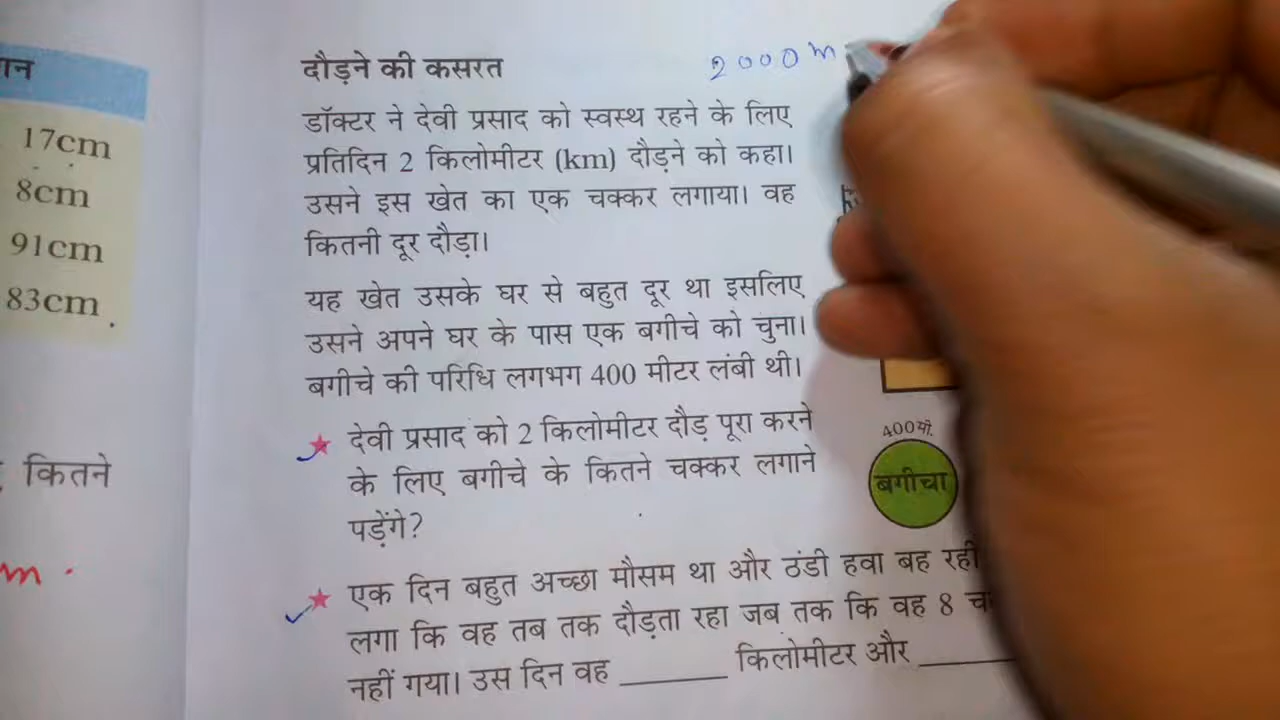 17cm
8cm
91cm
83cm
कितने
m.
दौड़ने की कसरत
2000 m
डॉक्टर ने देवी प्रसाद को स्वस्थ रहने के लिए
प्रतिदिन 2 किलोमीटर (km) दौड़ने को कहा।
उसने इस खेत का एक चक्कर लगाया। वह
कितनी दूर दौड़ा।
यह खेत उसके घर से बहुत दूर था इसलिए
उसने अपने घर के पास एक बगीचे को चुना।
बगीचे की परिधि लगभग 400 मीटर लंबी थी।
देवी प्रसाद को 2 किलोमीटर दौड़ पूरा करने
के लिए बगीचे के कितने चक्कर लगाने
पड़ेंगे?
400 मी.
बगीचा
एक दिन बहुत अच्छा मौसम था और ठंडी हवा बह रही
लगा कि वह तब तक दौड़ता रहा जब तक कि वह 8
नहीं गया। उस दिन वह ______ किलोमीटर और ______